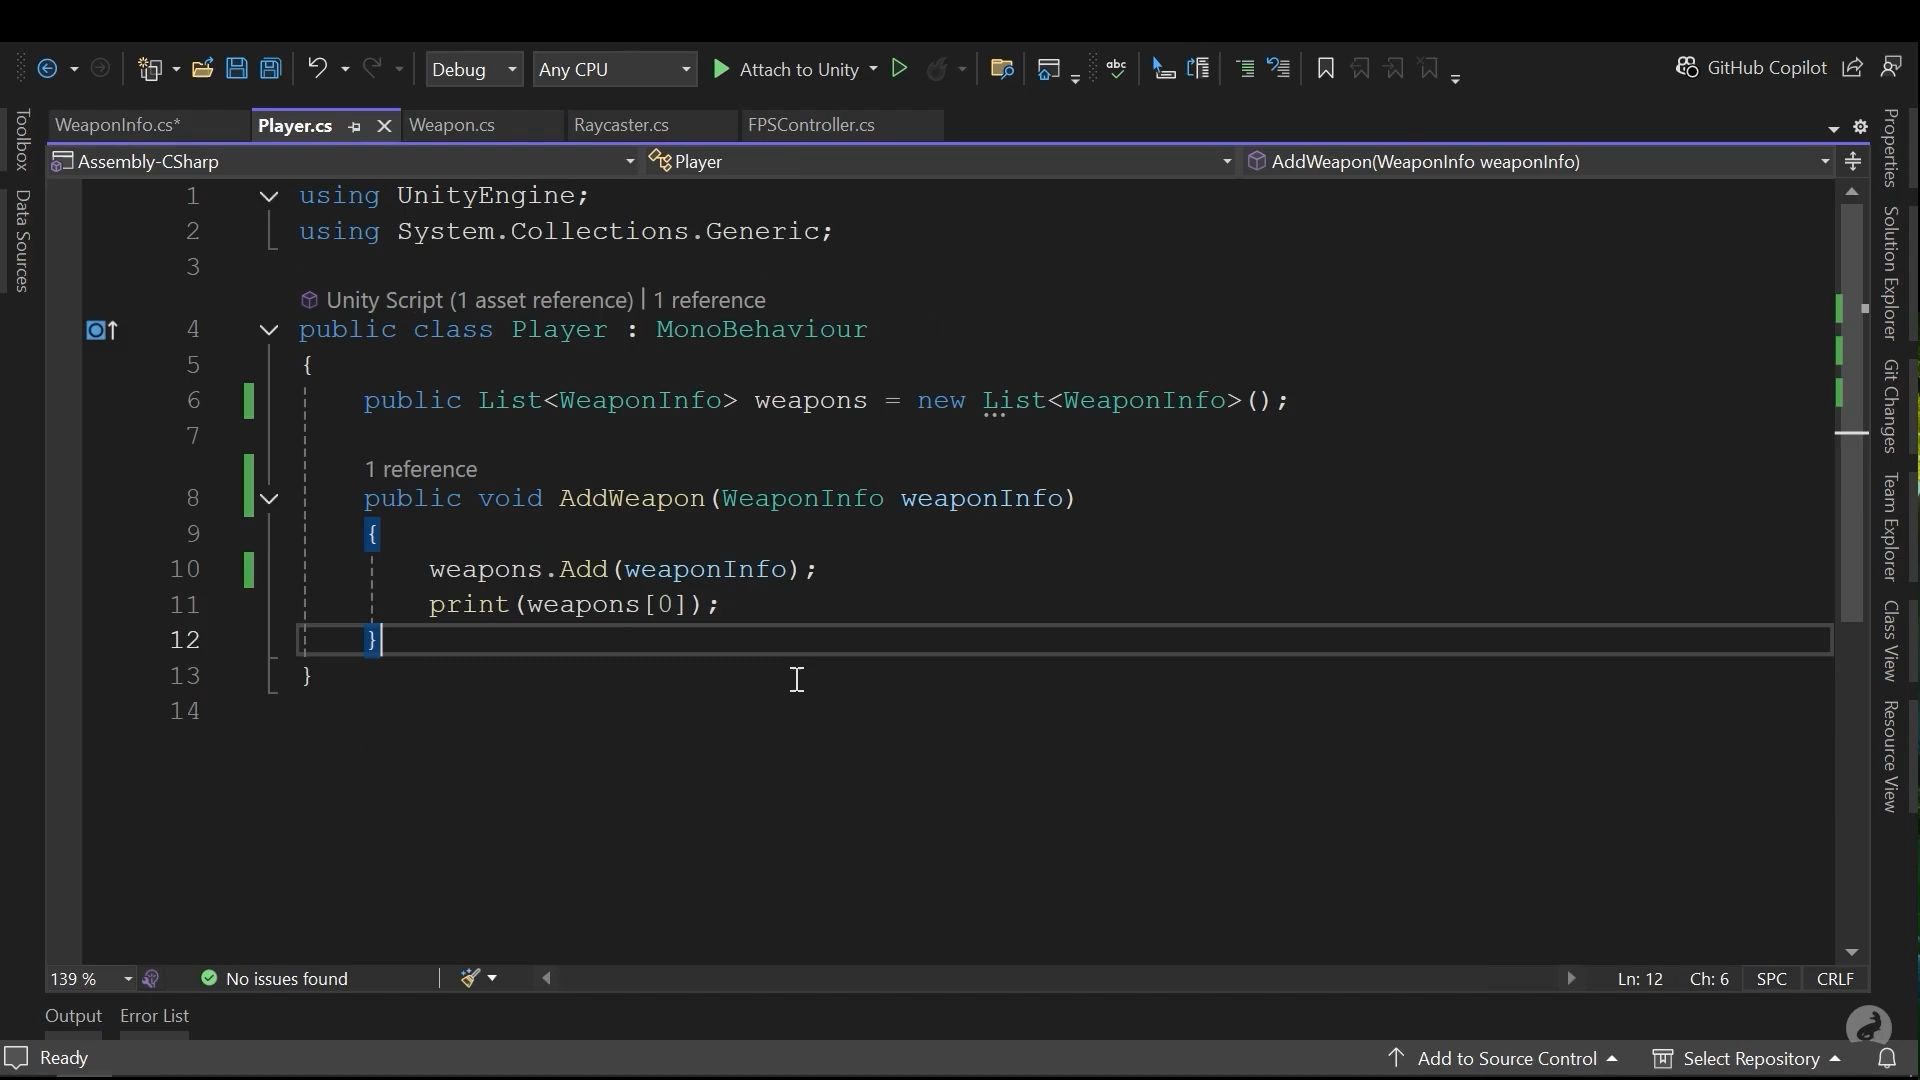 Debug
Any CPU
Attach to Unity
abc
GitHub Copilot
WeaponInfo.cs*
Player.cs
Weapon.cs
Raycaster.cs
FPSController.cs
Assembly-CSharp
Player
AddWeapon(WeaponInfo weaponInfo)
Toolbox
Data Sources
1 using UnityEngine;
2 using System.Collections.Generic;
3
Unity Script (1 asset reference) | 1 reference
4 public class Player : MonoBehaviour
5 {
6 public List<WeaponInfo> weapons = new List<WeaponInfo>();
7
1 reference
8 public void AddWeapon(WeaponInfo weaponInfo)
9 {
10 weapons.Add(weaponInfo);
11 print(weapons[0]);
12 }
13 }
14
Properties
Solution Explorer
Git Changes
Team Explorer
Class View
Resource View
139 %
No issues found
Ln: 12
Ch: 6
SPC
CRLF
Output
Error List
Ready
Add to Source Control
Select Repository